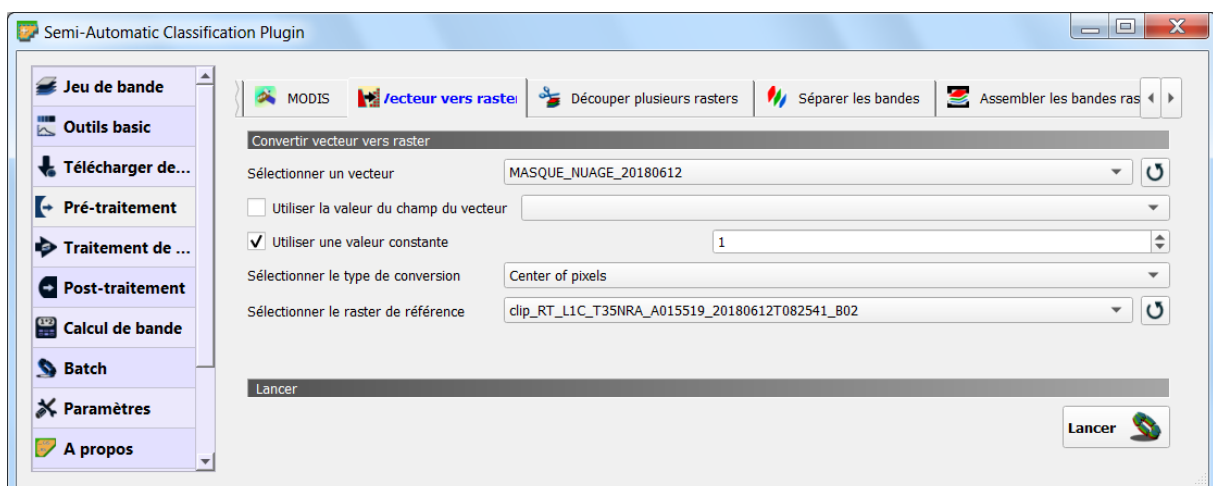 Semi-Automatic Classification Plugin
Jeu de bande
Outils basic
Télécharger de...
Pré-traitement
Traitement de ...
Post-traitement
Calcul de bande
Batch
Paramètres
A propos
MODIS
/ecteur vers raste
Découper plusieurs rasters
Séparer les bandes
Assembler les bandes ras
Convertir vecteur vers raster
Sélectionner un vecteur
MASQUE_NUAGE_20180612
Utiliser la valeur du champ du vecteur
Utiliser une valeur constante
1
Sélectionner le type de conversion
Center of pixels
Sélectionner le raster de référence
clip_RT_L1C_T35NRA_A015519_20180612T082541_B02
Lancer
Lancer